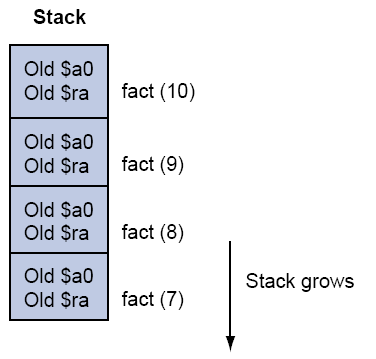 Stack
Old $a0
Old $ra
fact (10)
Old $a0
Old $ra
fact (9)
Old $a0
Old $ra
fact (8)
Old $a0
Old $ra
fact (7)
Stack grows